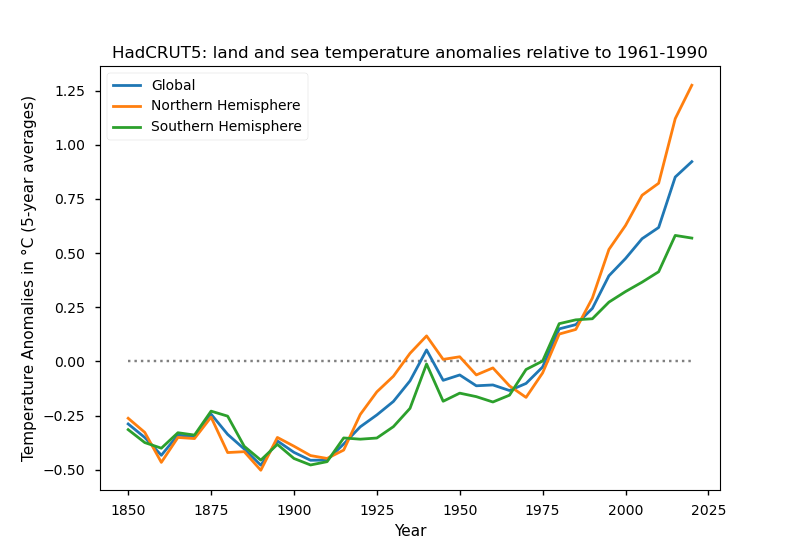 HadCRUT5: land and sea temperature anomalies relative to 1961-1990
Global
Northern Hemisphere
Southern Hemisphere
Temperature Anomalies in °C (5-year averages)
1.25
1.00
0.75
0.50
0.25
0.00
−0.25
−0.50
1850 1875 1900 1925 1950 1975 2000 2025
Year